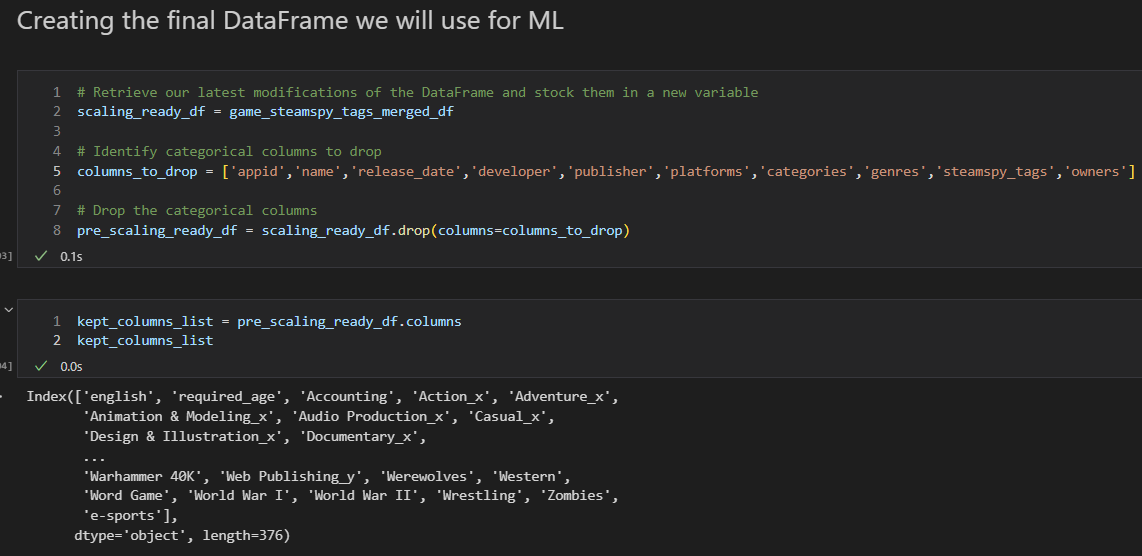 Creating the final DataFrame we will use for ML
1 # Retrieve our latest modifications of the DataFrame and stock them in a new variable
2 scaling_ready_df = game_steamspy_tags_merged_df
3
4 # Identify categorical columns to drop
5 columns_to_drop = ['appid','name','release_date','developer','publisher','platforms','categories','genres','steamspy_tags','owners']
6
7 # Drop the categorical columns
8 pre_scaling_ready_df = scaling_ready_df.drop(columns=columns_to_drop)
3] ✓ 0.1s
1 kept_columns_list = pre_scaling_ready_df.columns
2 kept_columns_list
4] ✓ 0.0s
Index(['english', 'required_age', 'Accounting', 'Action_x', 'Adventure_x',
'Animation & Modeling_x', 'Audio Production_x', 'Casual_x',
'Design & Illustration_x', 'Documentary_x',
...
'Warhammer 40K', 'Web Publishing_y', 'Werewolves', 'Western',
'Word Game', 'World War I', 'World War II', 'Wrestling', 'Zombies',
'e-sports'],
dtype='object', length=376)